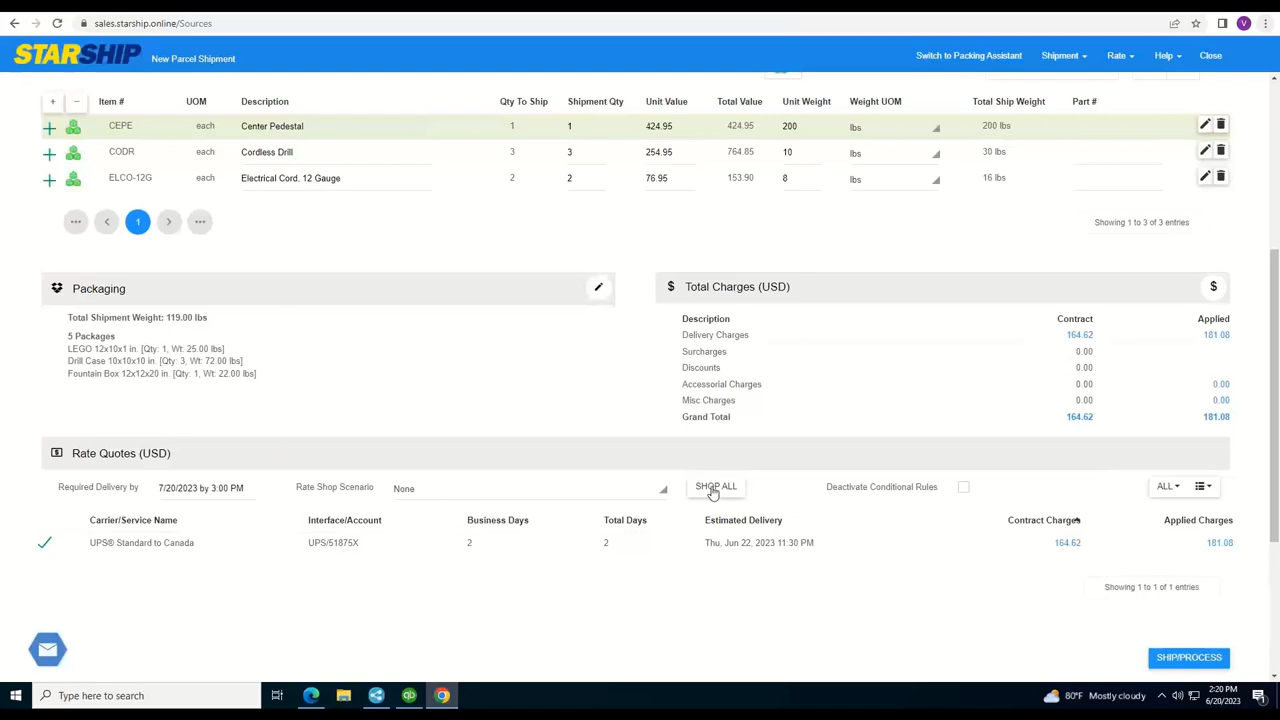 sales.starship.online/Sources
V
STARSHIP New Parcel Shipment Switch to Packing Assistant Shipment Rate Help Close
Item # UOM Description Qty To Ship Shipment Qty Unit Value Total Value Unit Weight Weight UOM Total Ship Weight Part #
CEPE each Center Pedestal 1 1 424.95 424.95 200 lbs 200 lbs
CODR each Cordless Drill 3 3 254.95 764.85 10 lbs 30 lbs
ELCO-12G each Electrical Cord, 12 Gauge 2 2 76.95 153.90 8 lbs 16 lbs
1 Showing 1 to 3 of 3 entries
Packaging
Total Shipment Weight: 119.00 lbs
5 Packages
LEGO 12x10x1 in. [Qty: 1, Wt: 25.00 lbs]
Drill Case 10x10x10 in. [Qty: 3, Wt: 72.00 lbs]
Fountain Box 12x12x20 in. [Qty: 1, Wt: 22.00 lbs]
$ Total Charges (USD) $
Description Contract Applied
Delivery Charges 164.62 181.08
Surcharges 0.00
Discounts 0.00
Accessorial Charges 0.00 0.00
Misc Charges 0.00 0.00
Grand Total 164.62 181.08
Rate Quotes (USD)
Required Delivery by 7/20/2023 by 3:00 PM Rate Shop Scenario None SHOP ALL Deactivate Conditional Rules ALL
Carrier/Service Name Interface/Account Business Days Total Days Estimated Delivery Contract Charges Applied Charges
UPS® Standard to Canada UPS/51875X 2 2 Thu, Jun 22, 2023 11:30 PM 164.62 181.08
Showing 1 to 1 of 1 entries
SHIP/PROCESS
Type here to search qb 80°F Mostly cloudy 2:20 PM
6/20/2023 1